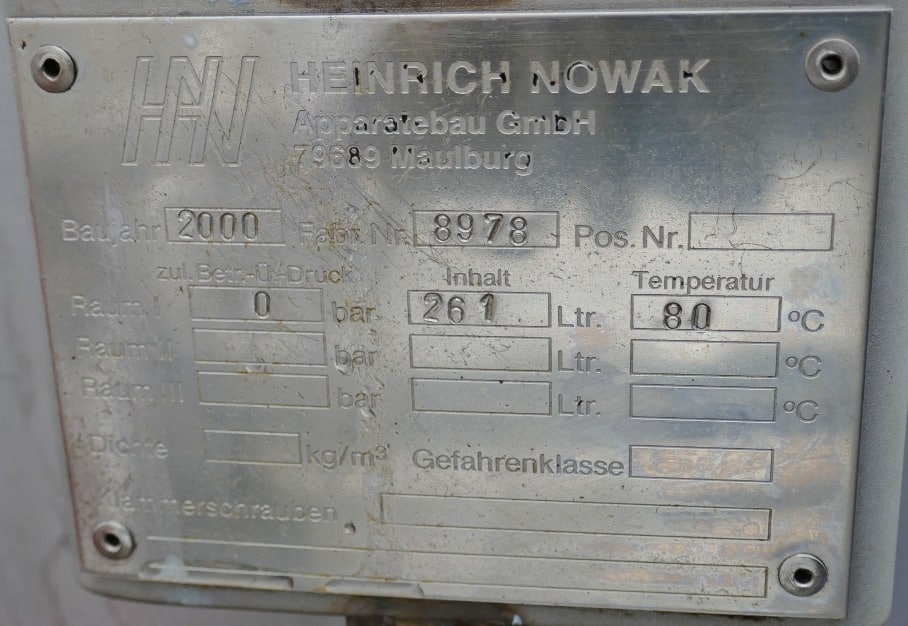 HN HEINRICH NOWAK
Apparatebau GmbH
79689 Maulburg
Baujahr 2000 Fabr. Nr. 8978 Pos. Nr.
zul. Betr.-Ü.-Druck Inhalt Temperatur
Raum I 0 bar 261 Ltr. 80 °C
Raum II bar Ltr. °C
Raum III bar Ltr. °C
Dichte kg/m³ Gefahrenklasse
Klammerschrauben